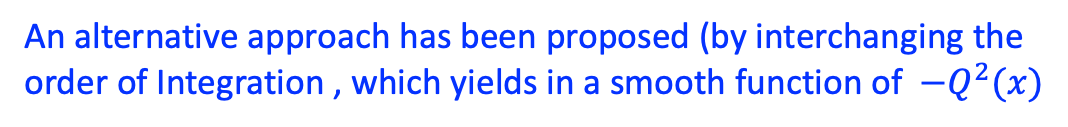 An alternative approach has been proposed (by interchanging the
order of Integration , which yields in a smooth function of −Q²(x)